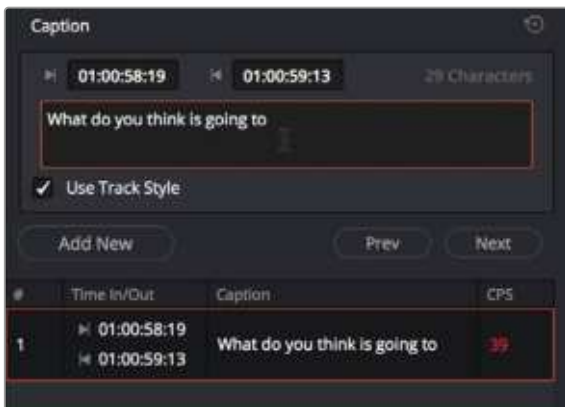 Caption
01:00:58:19 01:00:59:13 29 Characters
What do you think is going to
Use Track Style
Add New Prev Next
# Time In/Out Caption CPS
01:00:58:19
1 What do you think is going to 39
01:00:59:13